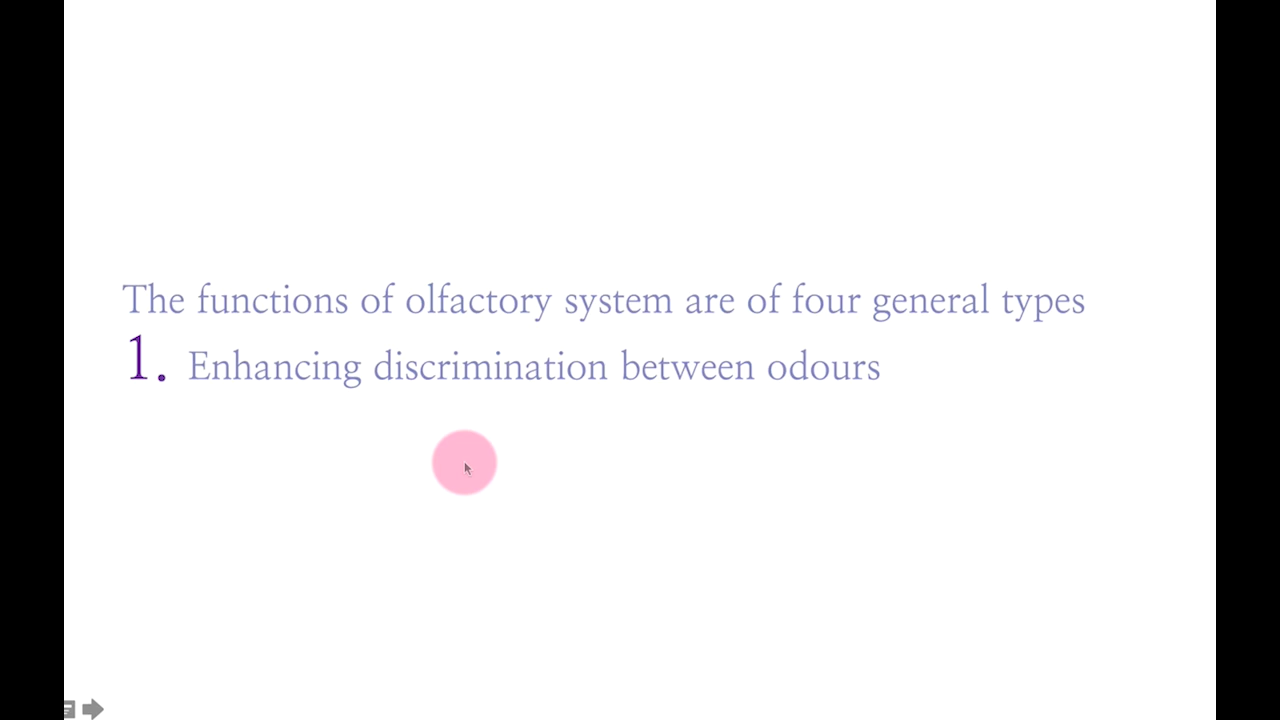 The functions of olfactory system are of four general types
1. Enhancing discrimination between odours